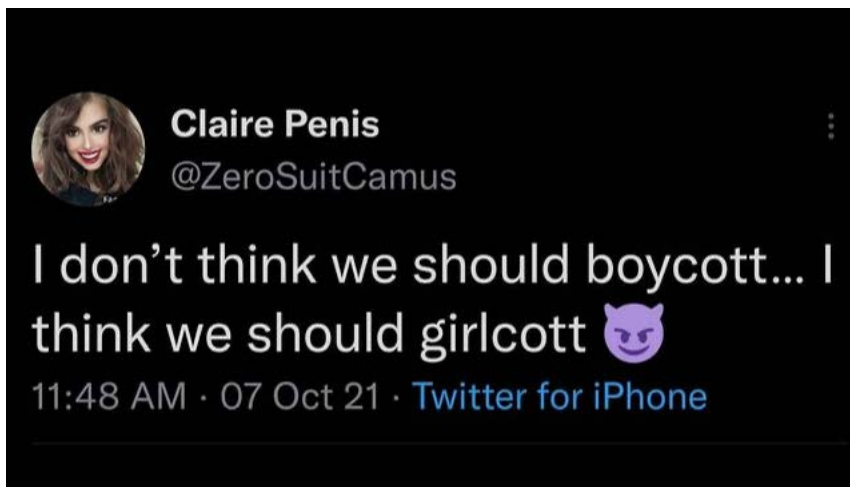 Claire Penis
@ZeroSuitCamus
I don’t think we should boycott... I
think we should girlcott 😈
11:48 AM · 07 Oct 21 · Twitter for iPhone